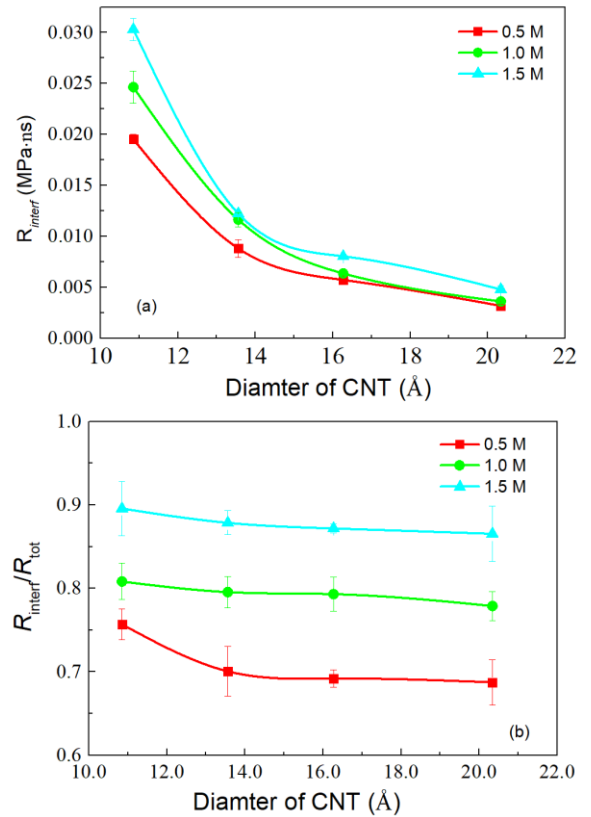 0.030
0.025
0.020
0.015
0.010
0.005
0.000
R_interf (MPa·ns)
0.5 M
1.0 M
1.5 M
(a)
10 12 14 16 18 20 22
Diamter of CNT (Å)
1.0
0.9
0.8
0.7
0.6
R_interf/R_tot
0.5 M
1.0 M
1.5 M
(b)
10.0 12.0 14.0 16.0 18.0 20.0 22.0
Diamter of CNT (Å)